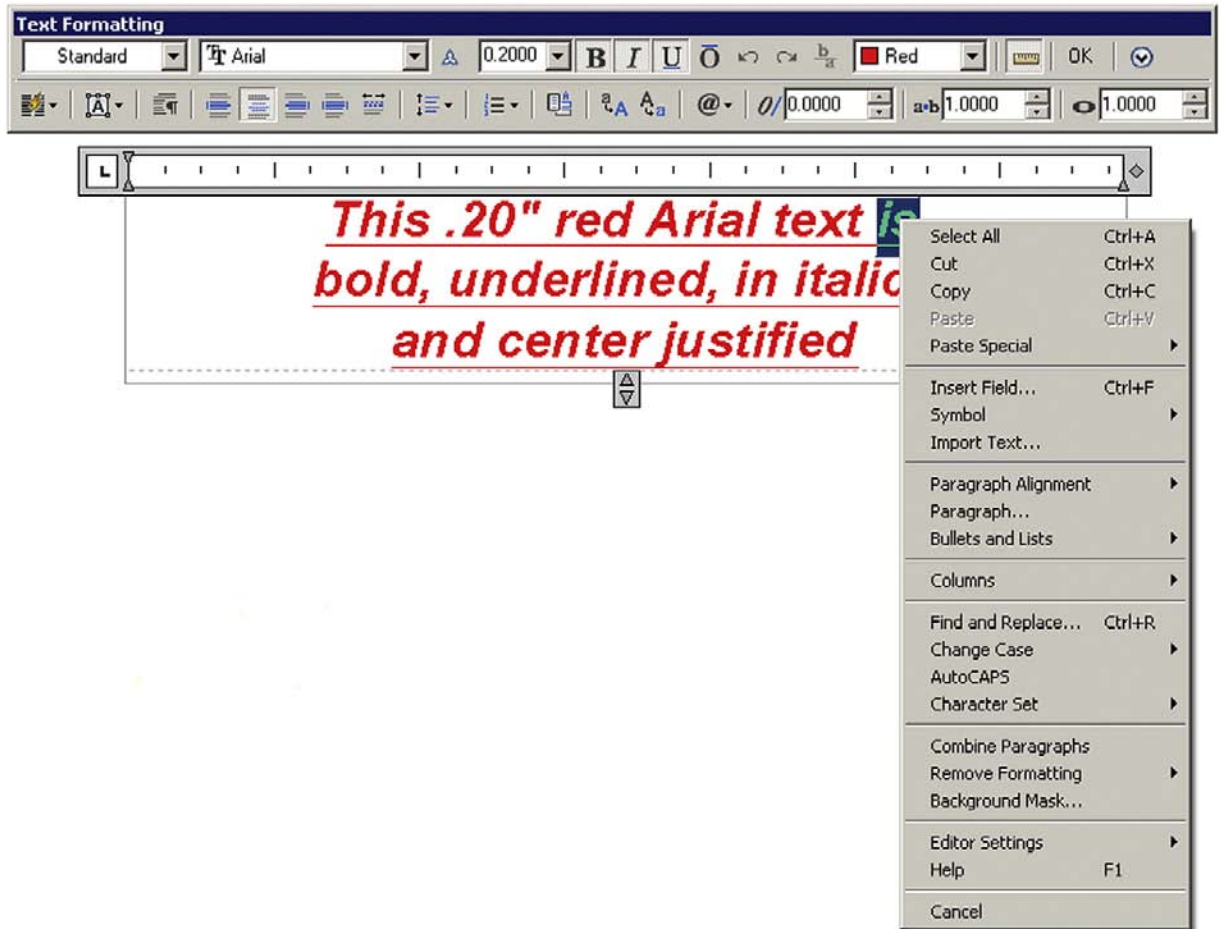 Text Formatting
Standard Arial 0.2000 B I U O b/a Red OK
@ 0/ 0.0000 a•b 1.0000 1.0000
L
This .20" red Arial text is
bold, underlined, in italic
and center justified
Select All Ctrl+A
Cut Ctrl+X
Copy Ctrl+C
Paste Ctrl+V
Paste Special
Insert Field... Ctrl+F
Symbol
Import Text...
Paragraph Alignment
Paragraph...
Bullets and Lists
Columns
Find and Replace... Ctrl+R
Change Case
AutoCAPS
Character Set
Combine Paragraphs
Remove Formatting
Background Mask...
Editor Settings
Help F1
Cancel